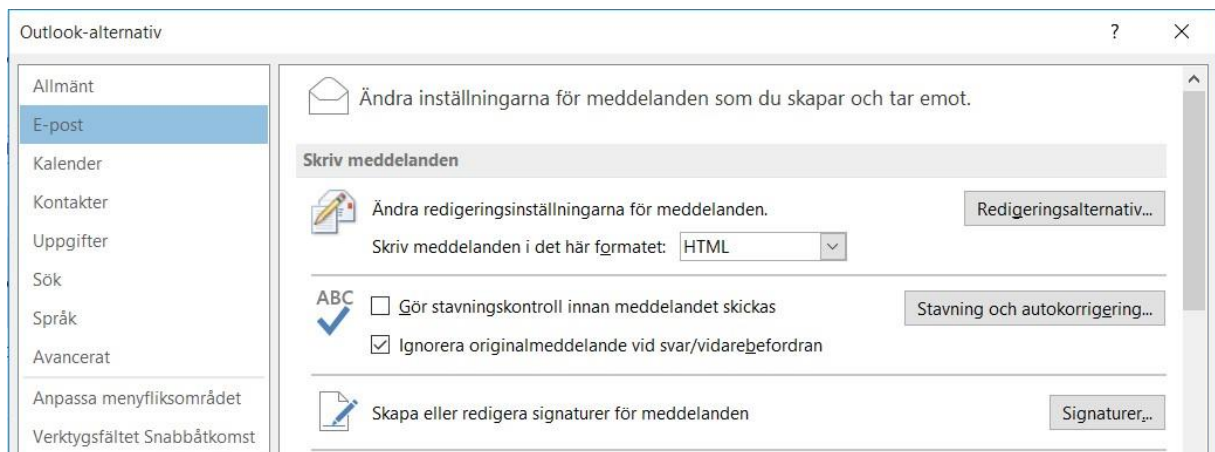 Outlook-alternativ
?
Allmänt
E-post
Kalender
Kontakter
Uppgifter
Sök
Språk
Avancerat
Anpassa menyfliksområdet
Verktygsfältet Snabbåtkomst
Ändra inställningarna för meddelanden som du skapar och tar emot.
Skriv meddelanden
Ändra redigeringsinställningarna för meddelanden. Redigeringsalternativ...
Skriv meddelanden i det här formatet: HTML
ABC
Gör stavningskontroll innan meddelandet skickas Stavning och autokorrigering...
Ignorera originalmeddelande vid svar/vidarebefordran
Skapa eller redigera signaturer för meddelanden Signaturer...